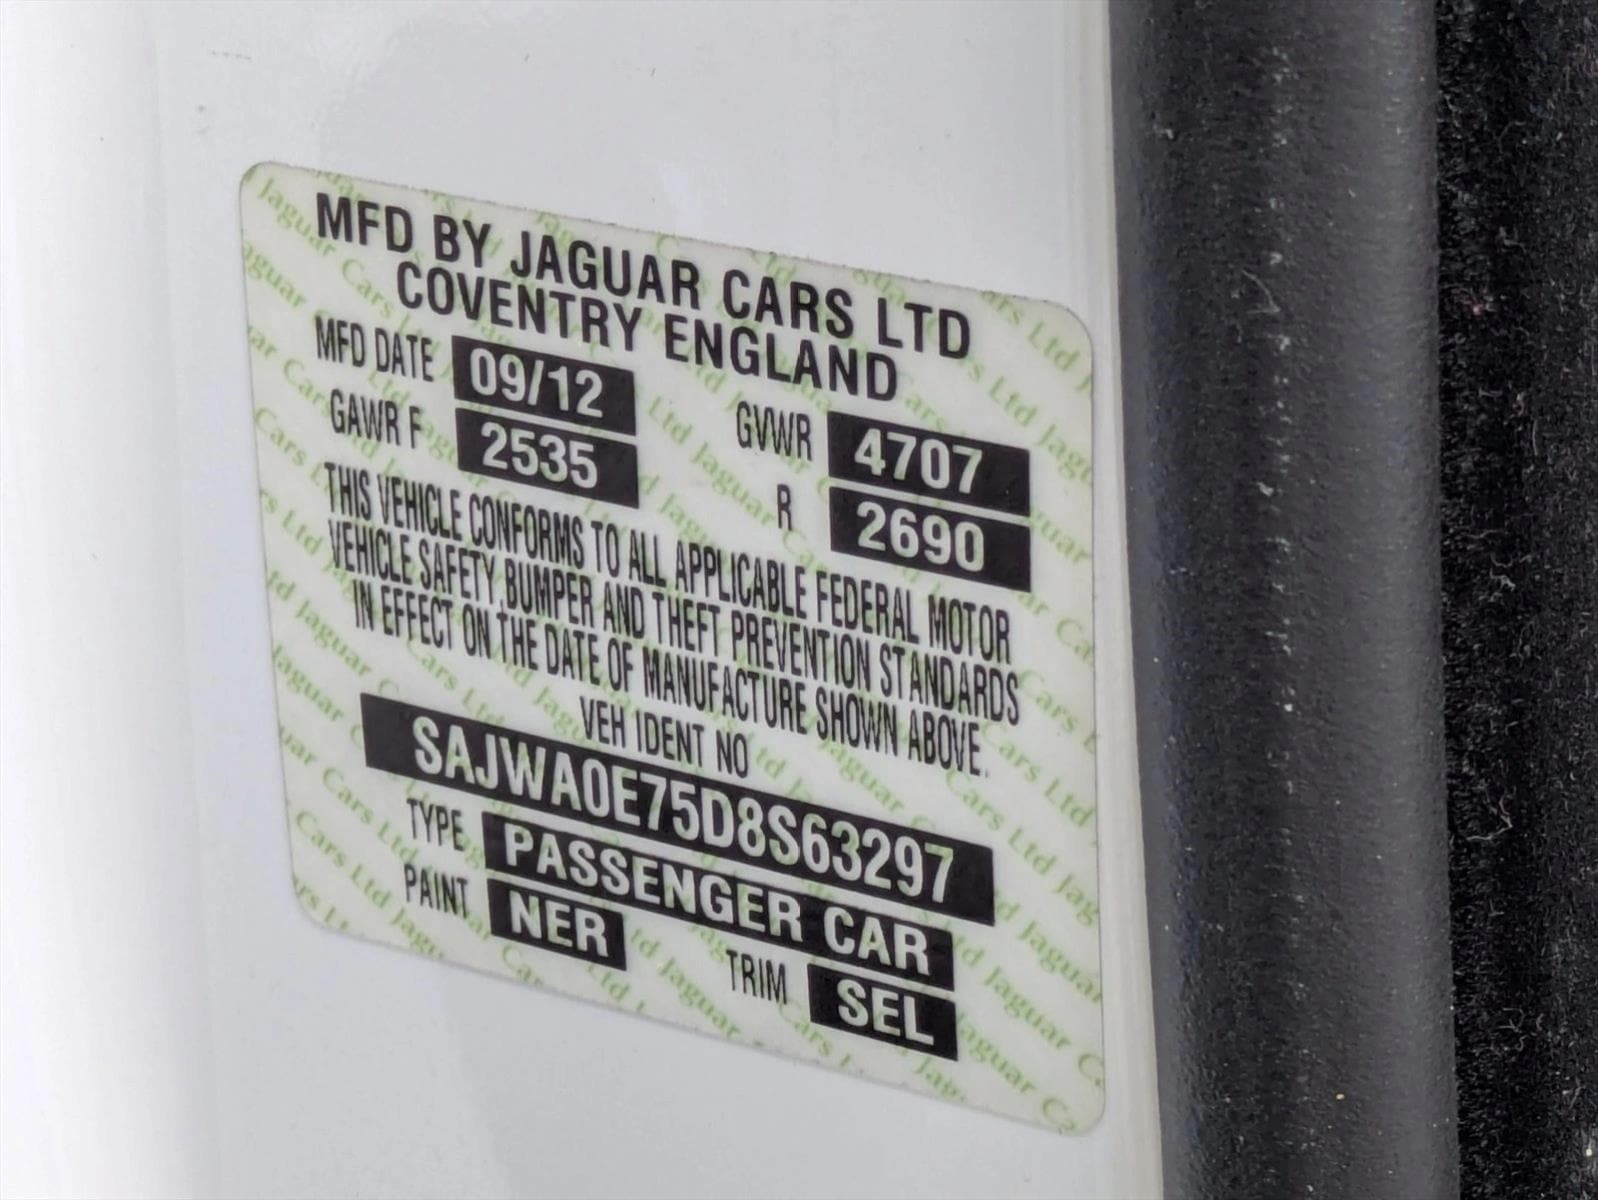 MFD BY JAGUAR CARS LTD
COVENTRY ENGLAND
MFD DATE 09/12 GVWR 4707
GAWR F 2535 R 2690
THIS VEHICLE CONFORMS TO ALL APPLICABLE FEDERAL MOTOR
VEHICLE SAFETY, BUMPER AND THEFT PREVENTION STANDARDS
IN EFFECT ON THE DATE OF MANUFACTURE SHOWN ABOVE.
VEH IDENT NO
SAJWA0E75D8S63297
TYPE PASSENGER CAR
PAINT NER TRIM SEL